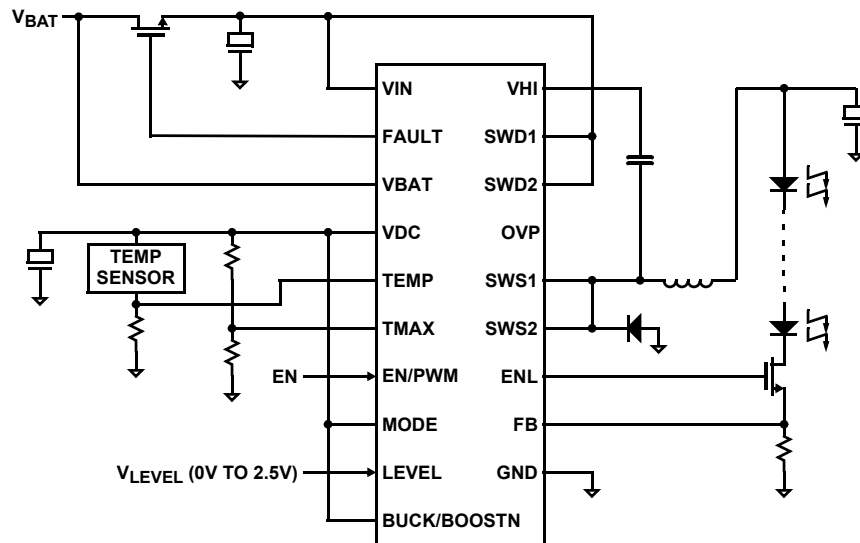 VBAT
VIN
FAULT
VBAT
VDC
TEMP
TMAX
EN/PWM
MODE
LEVEL
BUCK/BOOSTN
VHI
SWD1
SWD2
OVP
SWS1
SWS2
ENL
FB
GND
TEMP
SENSOR
EN
VLEVEL (0V TO 2.5V)